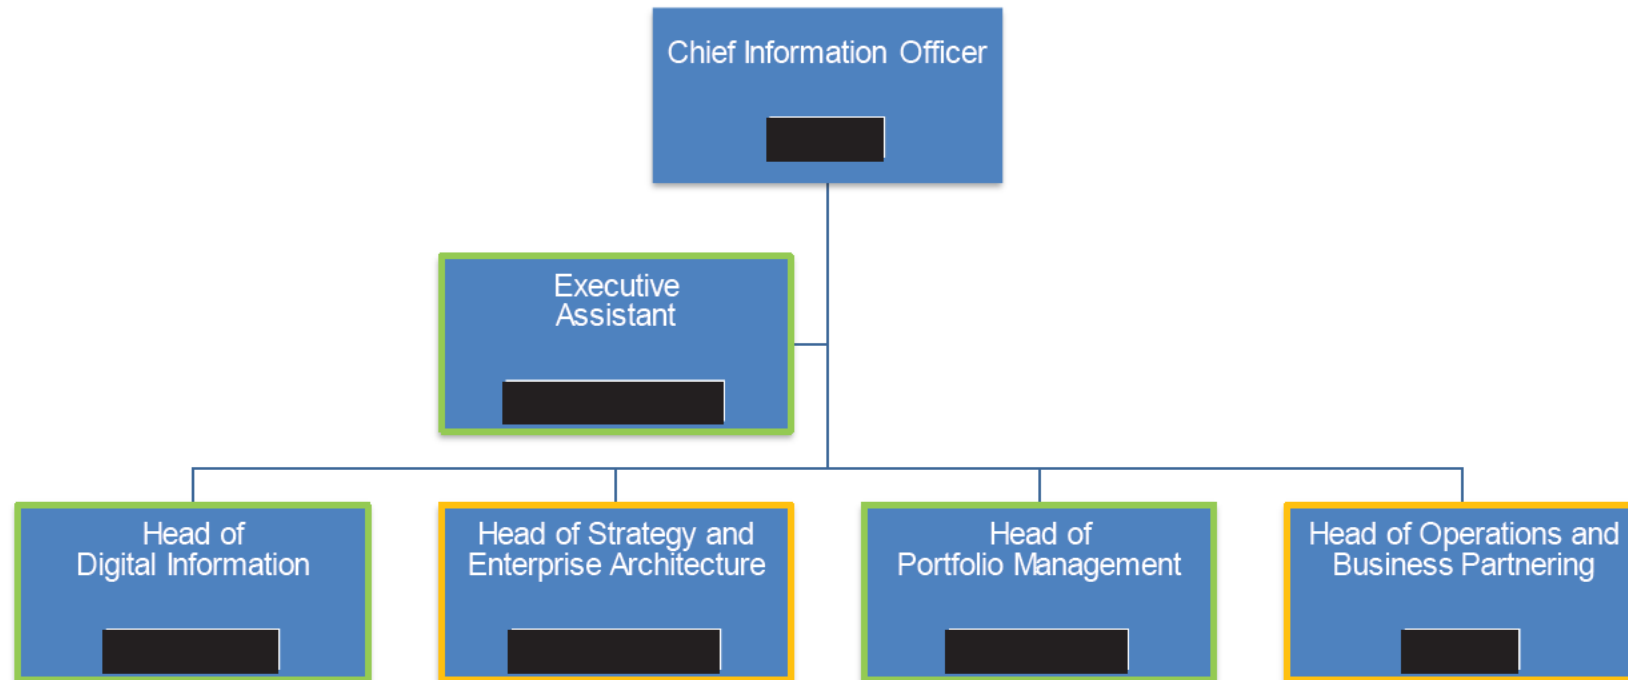 Chief Information Officer
Executive
Assistant
Head of
Digital Information
Head of Strategy and
Enterprise Architecture
Head of
Portfolio Management
Head of Operations and
Business Partnering